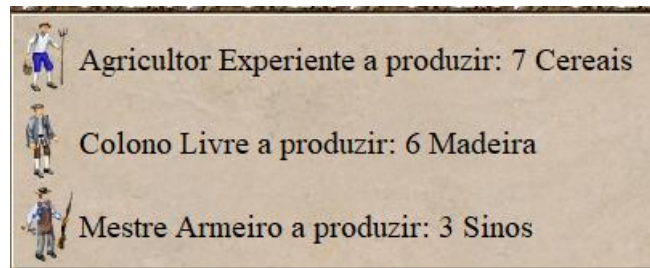 Agricultor Experiente a produzir: 7 Cereais
Colono Livre a produzir: 6 Madeira
Mestre Armeiro a produzir: 3 Sinos